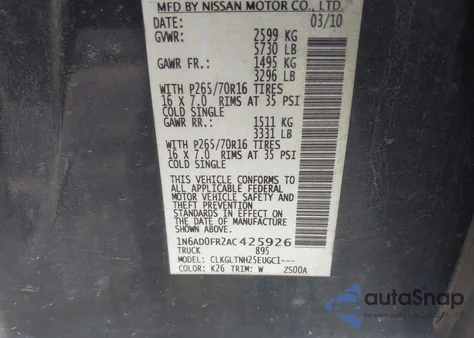 MFD BY NISSAN MOTOR CO., LTD.
DATE: 03/10
GVWR: 2599 KG
5730 LB
GAWR FR.: 1495 KG
3296 LB
WITH P265/70R16 TIRES
16 X 7.0 RIMS AT 35 PSI
COLD SINGLE
GAWR RR.: 1511 KG
3331 LB
WITH P265/70R16 TIRES
16 X 7.0 RIMS AT 35 PSI
COLD SINGLE
THIS VEHICLE CONFORMS TO
ALL APPLICABLE FEDERAL
MOTOR VEHICLE SAFETY AND THEFT
STANDARDS IN EFFECT ON THE
DATE OF MANUFACTURE SHOWN
ABOVE.
1N6AD0FR2AC425926
TRUCK 895
MODEL: CLKGLTNH25EUGC1---
COLOR: K26 TRIM: W ZS00A
autoSnap